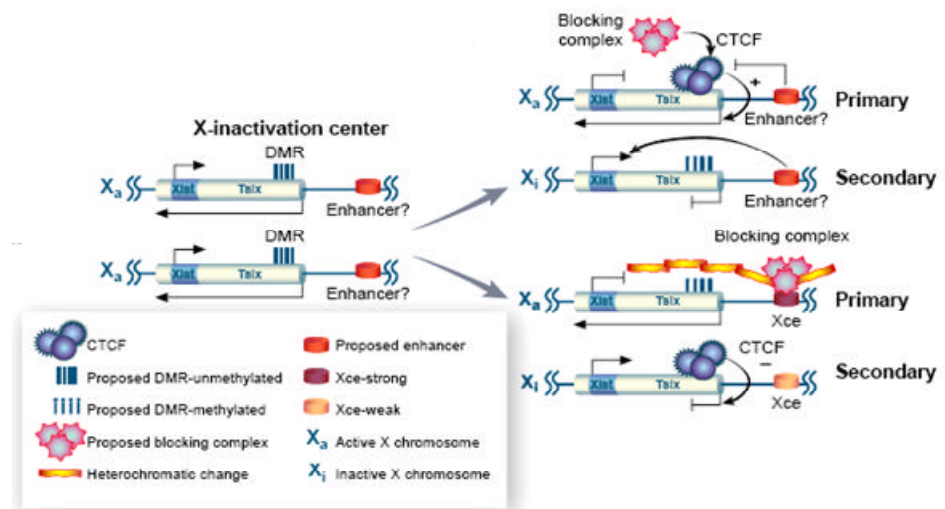 X-inactivation center
DMR
Xa
Xist
Tsix
Enhancer?
DMR
Xa
Xist
Tsix
Enhancer?
Blocking
complex
CTCF
+
Xa
Xist
Tsix
Enhancer?
Primary
Xi
Xist
Tsix
Enhancer?
Secondary
Blocking complex
Xa
Xist
Tsix
Xce
Primary
CTCF
–
Xi
Xist
Tsix
Xce
Secondary
CTCF
Proposed DMR-unmethylated
Proposed DMR-methylated
Proposed blocking complex
Heterochromatic change
Proposed enhancer
Xce-strong
Xce-weak
Xa Active X chromosome
Xi Inactive X chromosome